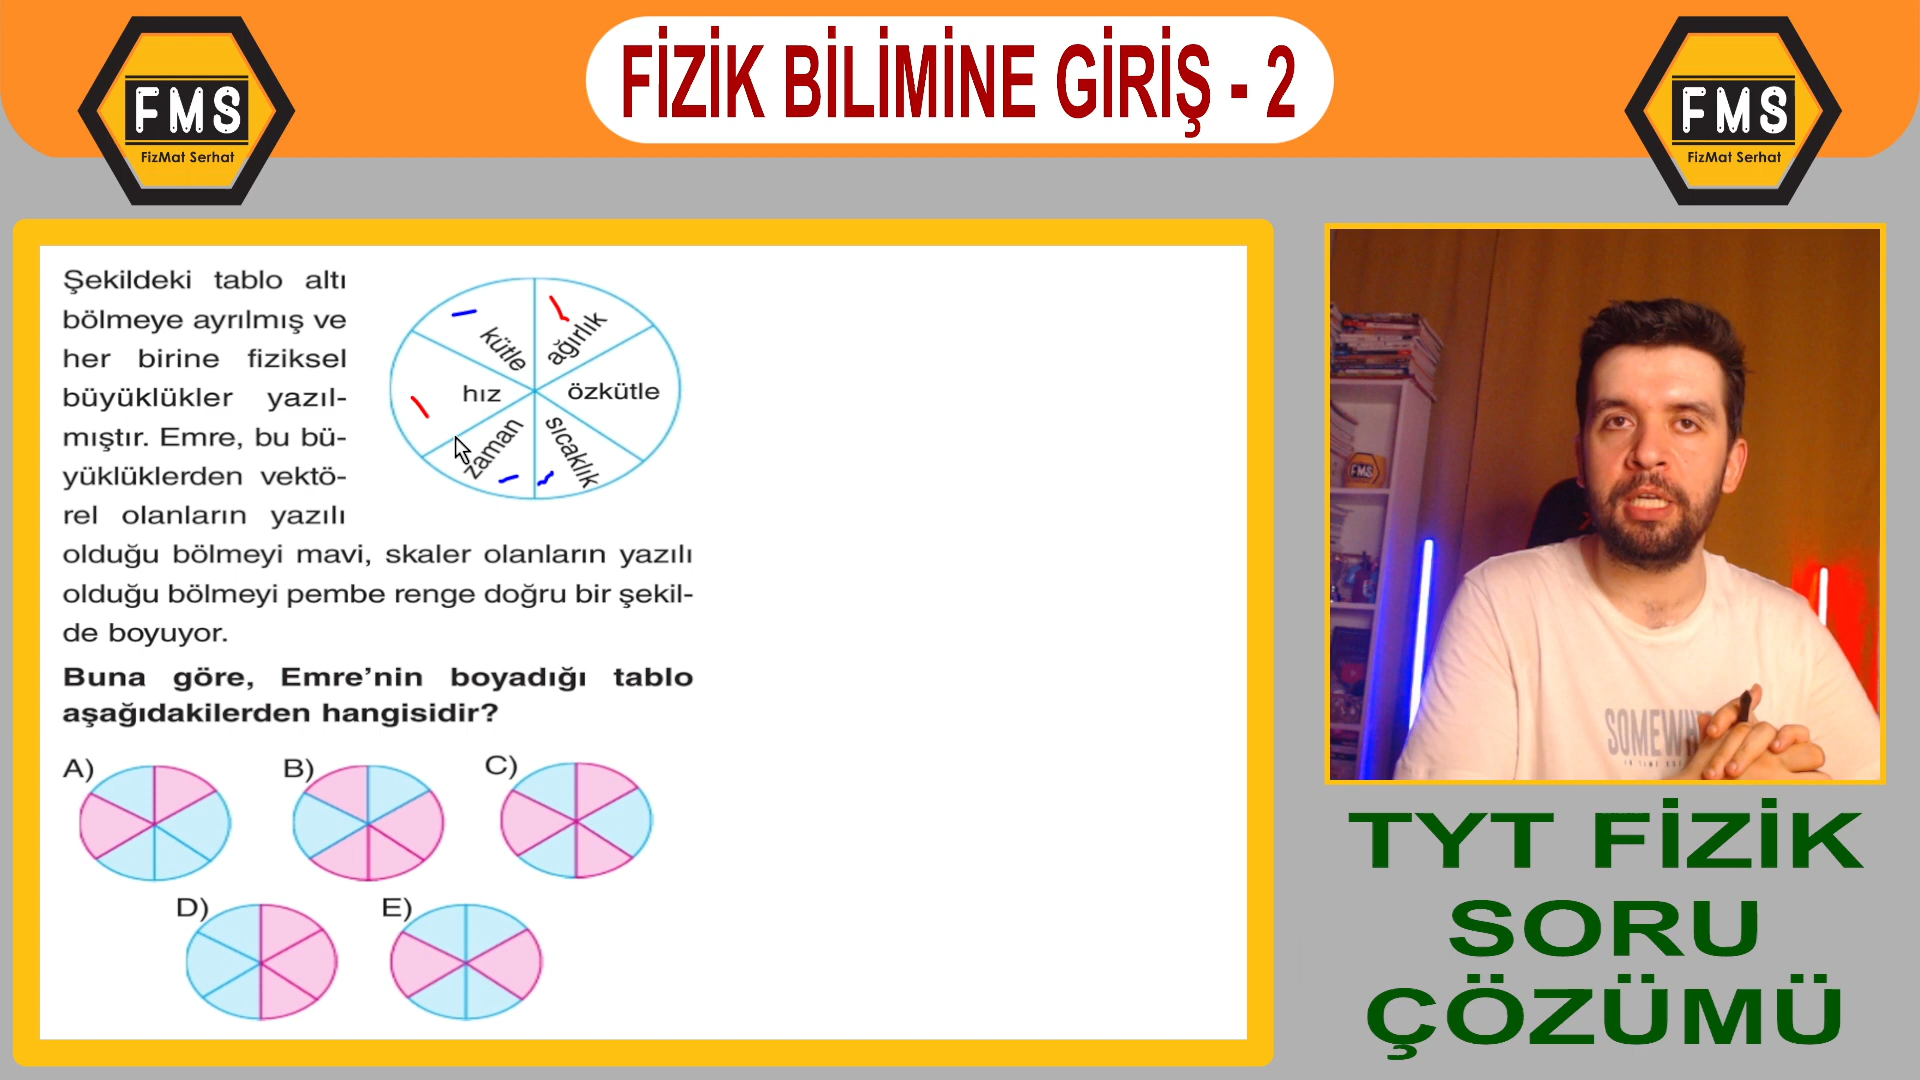 FİZİK BİLİMİNE GİRİŞ - 2
FMS
FizMat Serhat
FMS
FizMat Serhat
Şekildeki tablo altı
bölmeye ayrılmış ve
her birine fiziksel
büyüklükler yazıl-
mıştır. Emre, bu bü-
yüklüklerden vektö-
rel olanların yazılı
olduğu bölmeyi mavi, skaler olanların yazılı
olduğu bölmeyi pembe renge doğru bir şekil-
de boyuyor.
kütle
ağırlık
hız
özkütle
zaman
sıcaklık
Buna göre, Emre'nin boyadığı tablo
aşağıdakilerden hangisidir?
A)
B)
C)
D)
E)
FMS
TYT FİZİK
SORU
ÇÖZÜMÜ